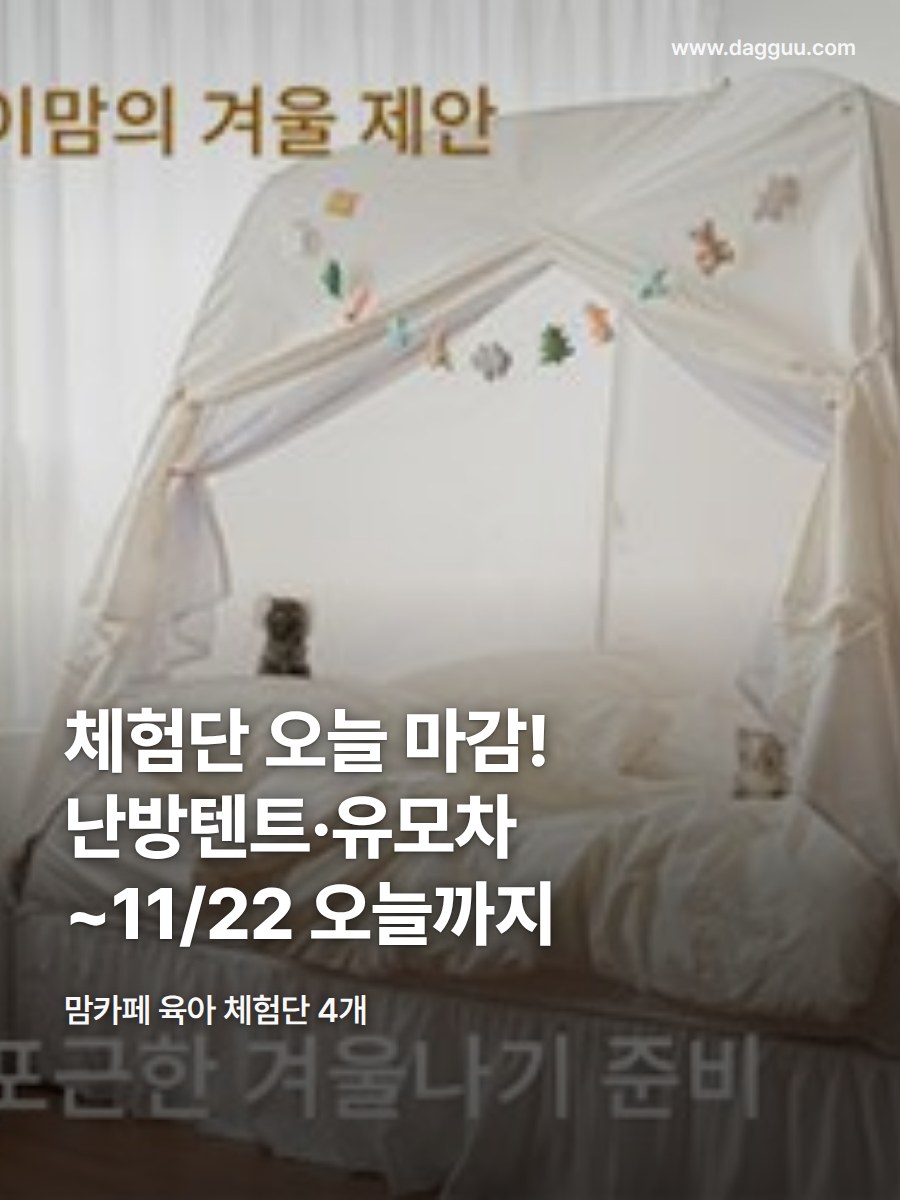 www.dagguu.com
이맘의 겨울 제안
체험단 오늘 마감!
난방텐트·유모차
~11/22 오늘까지
맘카페 육아 체험단 4개
포근한 겨울나기 준비